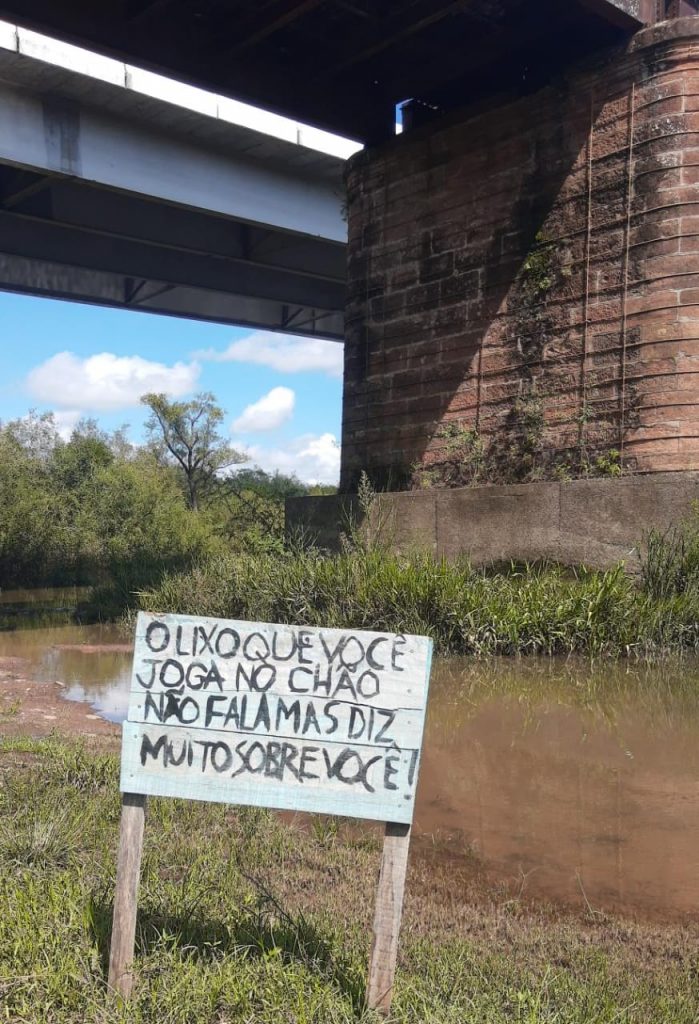 O LIXO QUE VOCÊ
JOGA NO CHÃO
NÃO FALA MAS DIZ
MUITO SOBRE VOCÊ!